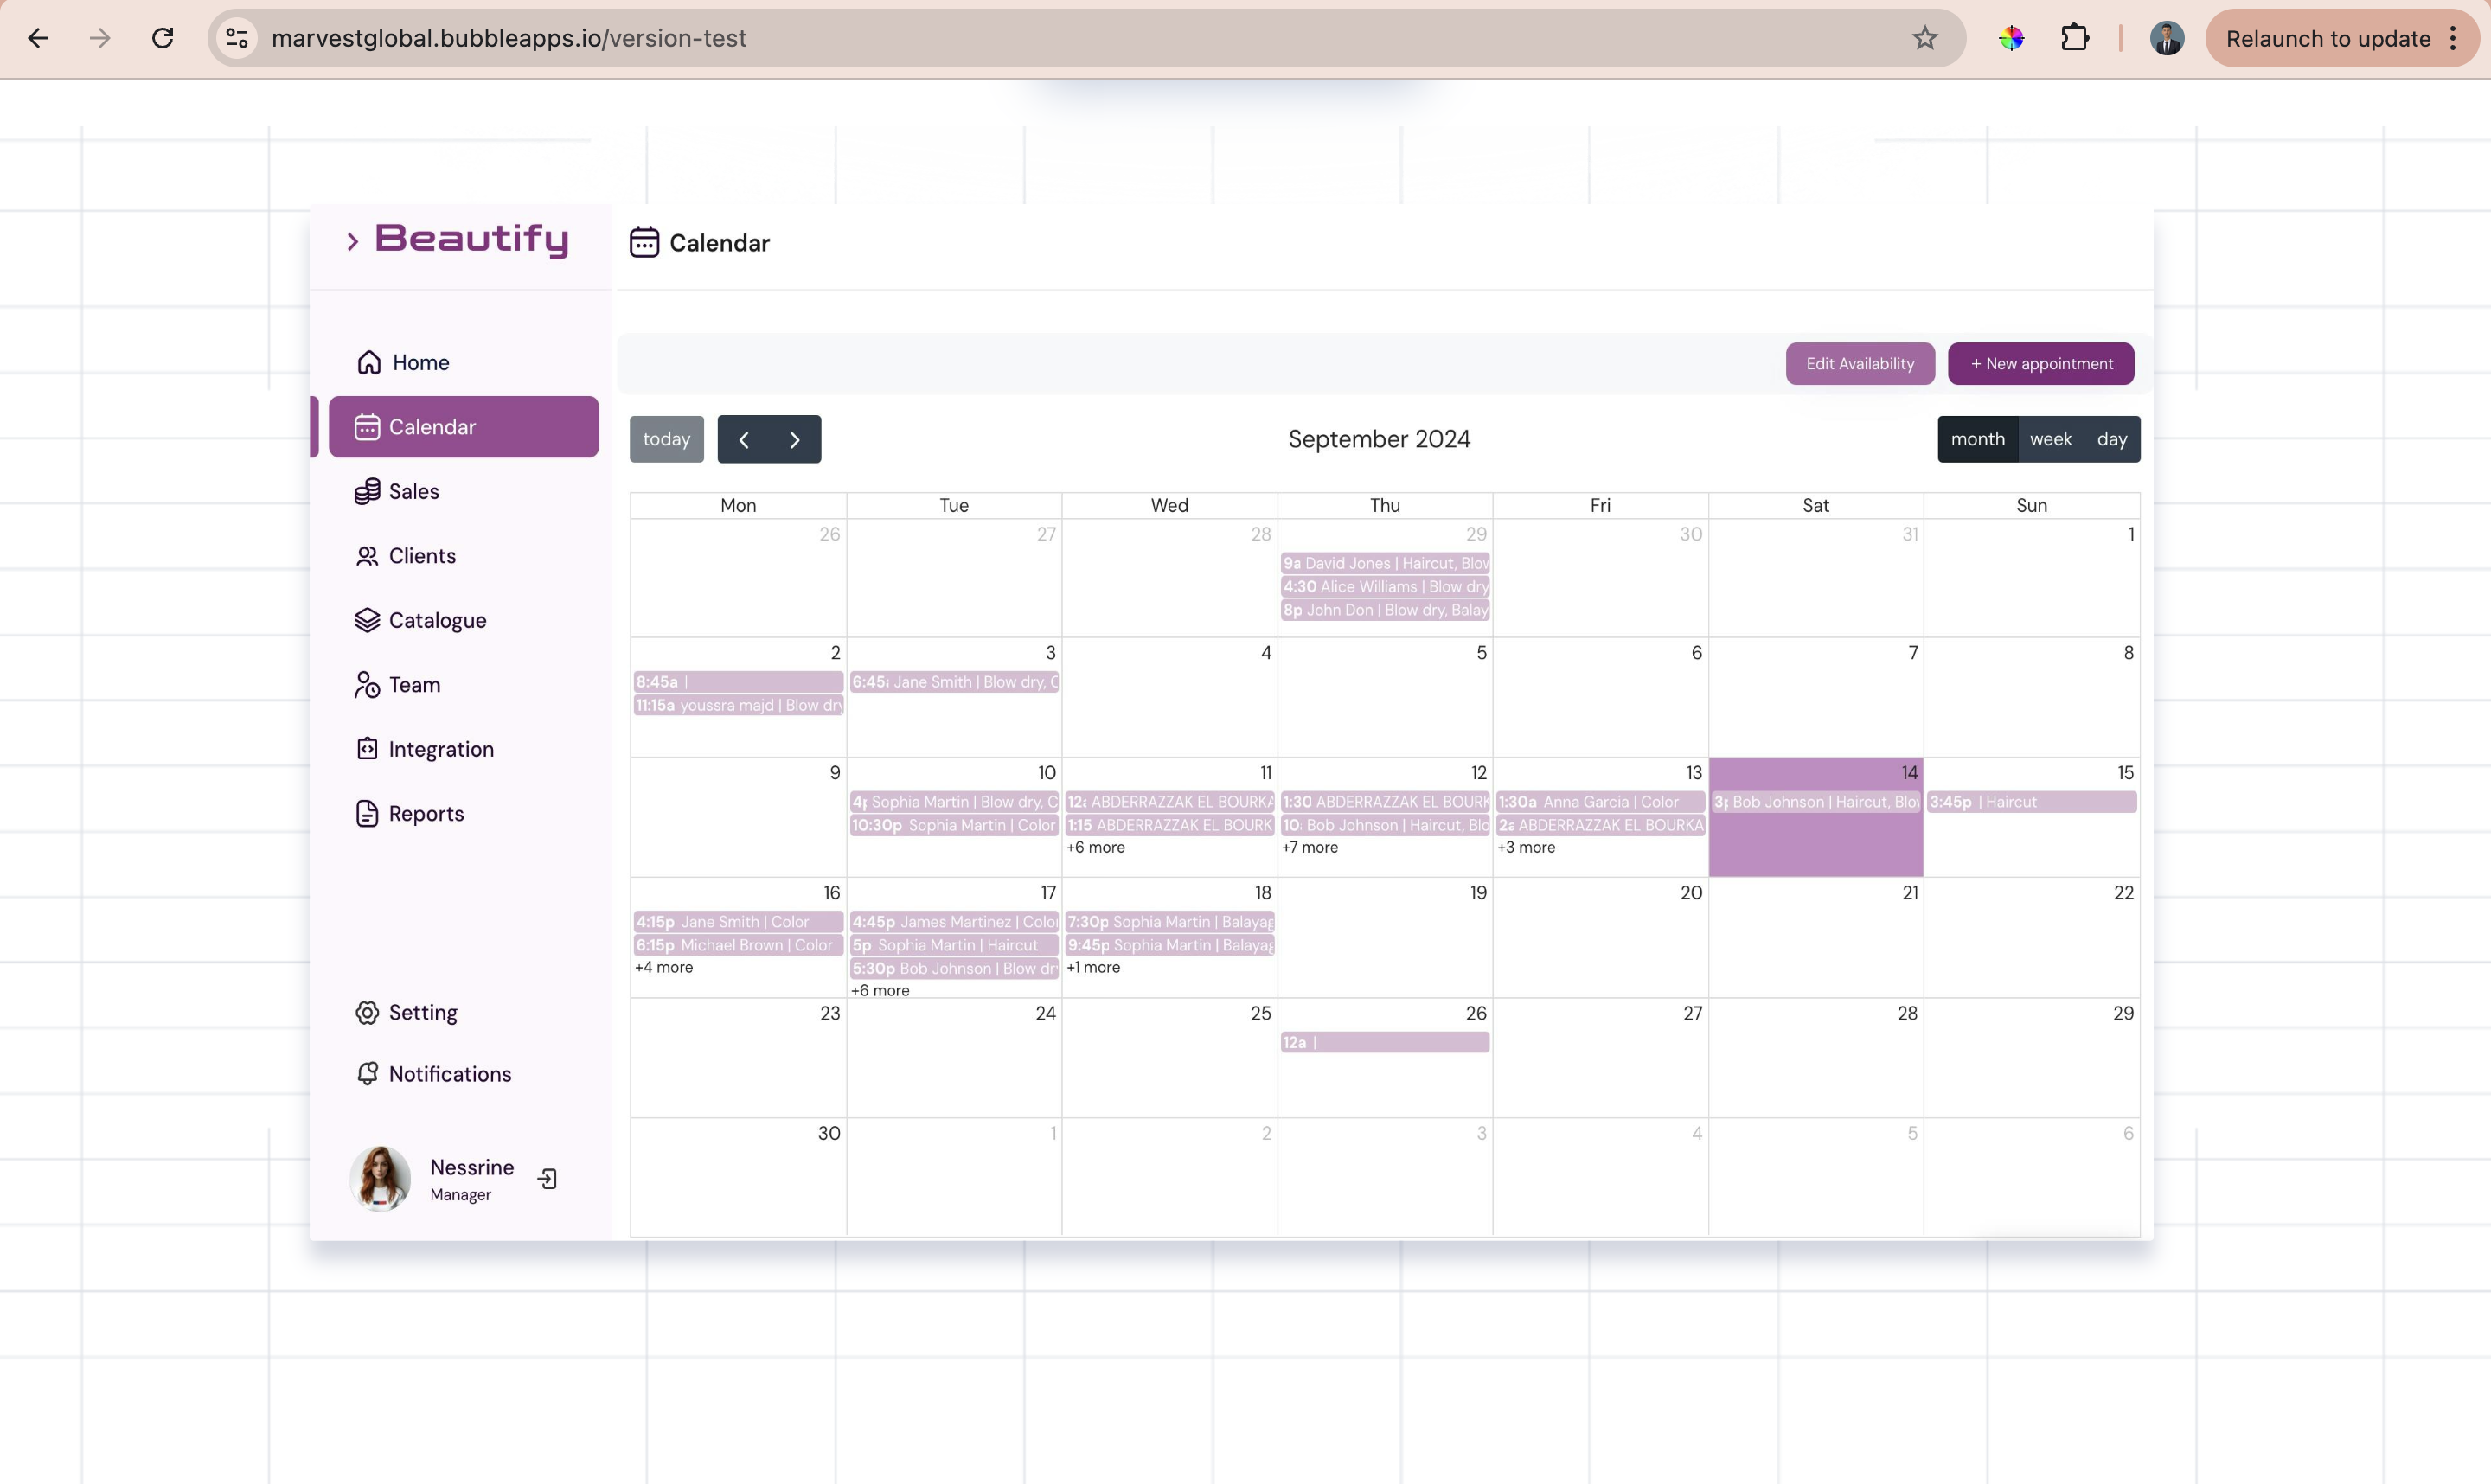 marvestglobal.bubbleapps.io/version-test
Relaunch to update
Beautify
Calendar
Home
Calendar
Sales
Clients
Catalogue
Team
Integration
Reports
Setting
Notifications
Nessrine
Manager
Edit Availability
+ New appointment
today
September 2024
month week day
Mon Tue Wed Thu Fri Sat Sun
26 27 28 29 30 31 1
9a David Jones | Haircut, Blow
4:30 Alice Williams | Blow dry
8p John Don | Blow dry, Balay
2 3 4 5 6 7 8
8:45a |
11:15a youssra majd | Blow dry
6:45 Jane Smith | Blow dry, C
9 10 11 12 13 14 15
4p Sophia Martin | Blow dry, C
10:30p Sophia Martin | Color
12a ABDERRAZZAK EL BOURKA
1:15 ABDERRAZZAK EL BOURK
+6 more
1:30 ABDERRAZZAK EL BOURK
10: Bob Johnson | Haircut, Blo
+7 more
1:30a Anna Garcia | Color
2a ABDERRAZZAK EL BOURKA
+3 more
3p Bob Johnson | Haircut, Blow
3:45p | Haircut
16 17 18 19 20 21 22
4:15p Jane Smith | Color
6:15p Michael Brown | Color
+4 more
4:45p James Martinez | Color
5p Sophia Martin | Haircut
5:30p Bob Johnson | Blow dr
+6 more
7:30p Sophia Martin | Balayag
9:45p Sophia Martin | Balayag
+1 more
23 24 25 26 27 28 29
12a |
30 1 2 3 4 5 6